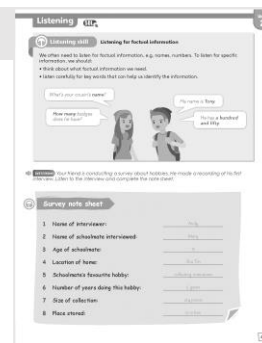 Listening
Listening skill Listening for factual information
We often need to listen for factual information, e.g. names, numbers. To listen for specific
information, we should:
• think about what factual information we need.
• listen carefully for key words that can help us identify the information.
What's your cousin's name?
His name is Tony.
How many badges
does he have?
He has a hundred
and fifty.
Your friend is conducting a survey about hobbies. He made a recording of his first
interview. Listen to the interview and complete the note sheet.
Survey note sheet
1 Name of interviewer:
2 Name of schoolmate interviewed:
3 Age of schoolmate:
4 Location of home:
5 Schoolmate's favourite hobby:
6 Number of years doing this hobby:
7 Size of collection:
8 Place stored: